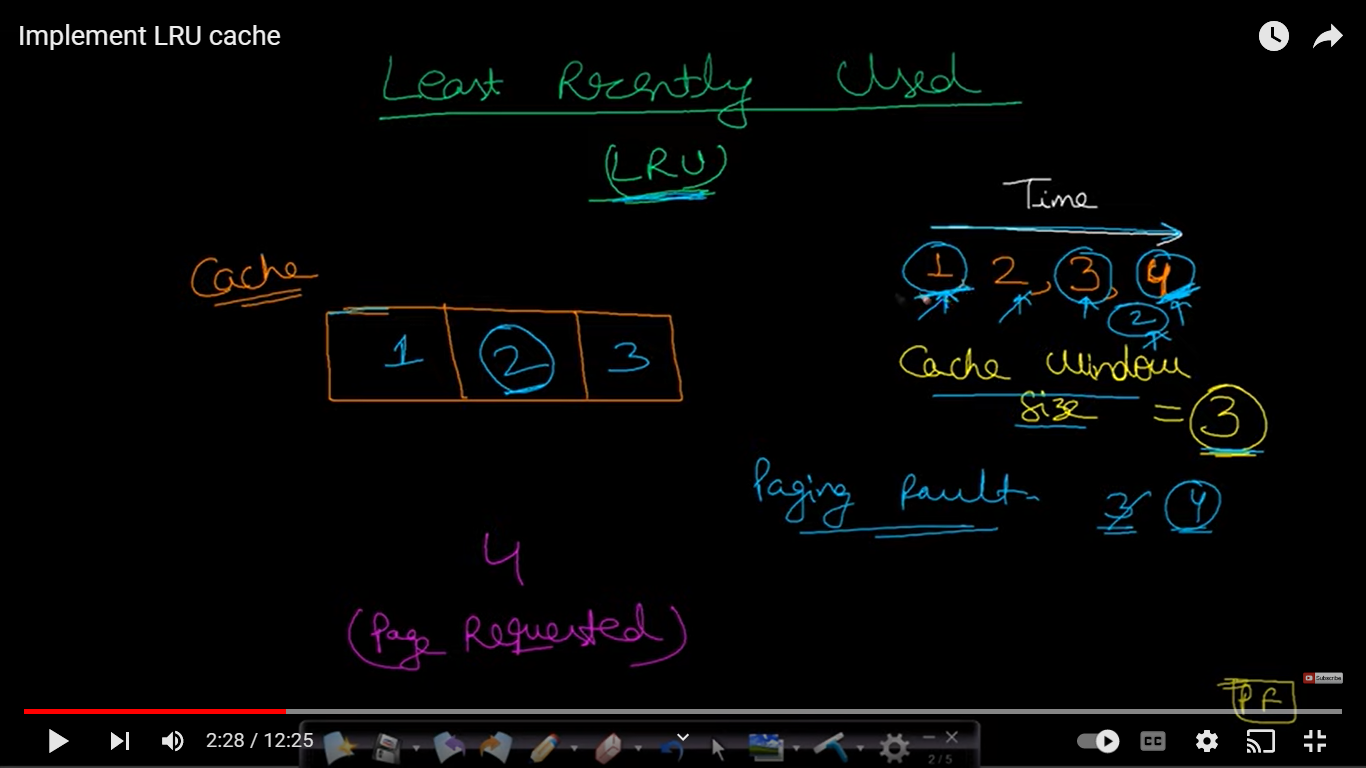 Implement LRU cache
Least Recently Used
(LRU)
Time
1 2, 3, 4
2
Cache
1 2 3
Cache Window
Size = 3
Paging fault - 3 4
4
(Page Requested)
Subscribe
PF
2:28 / 12:25
CC
2 / 5